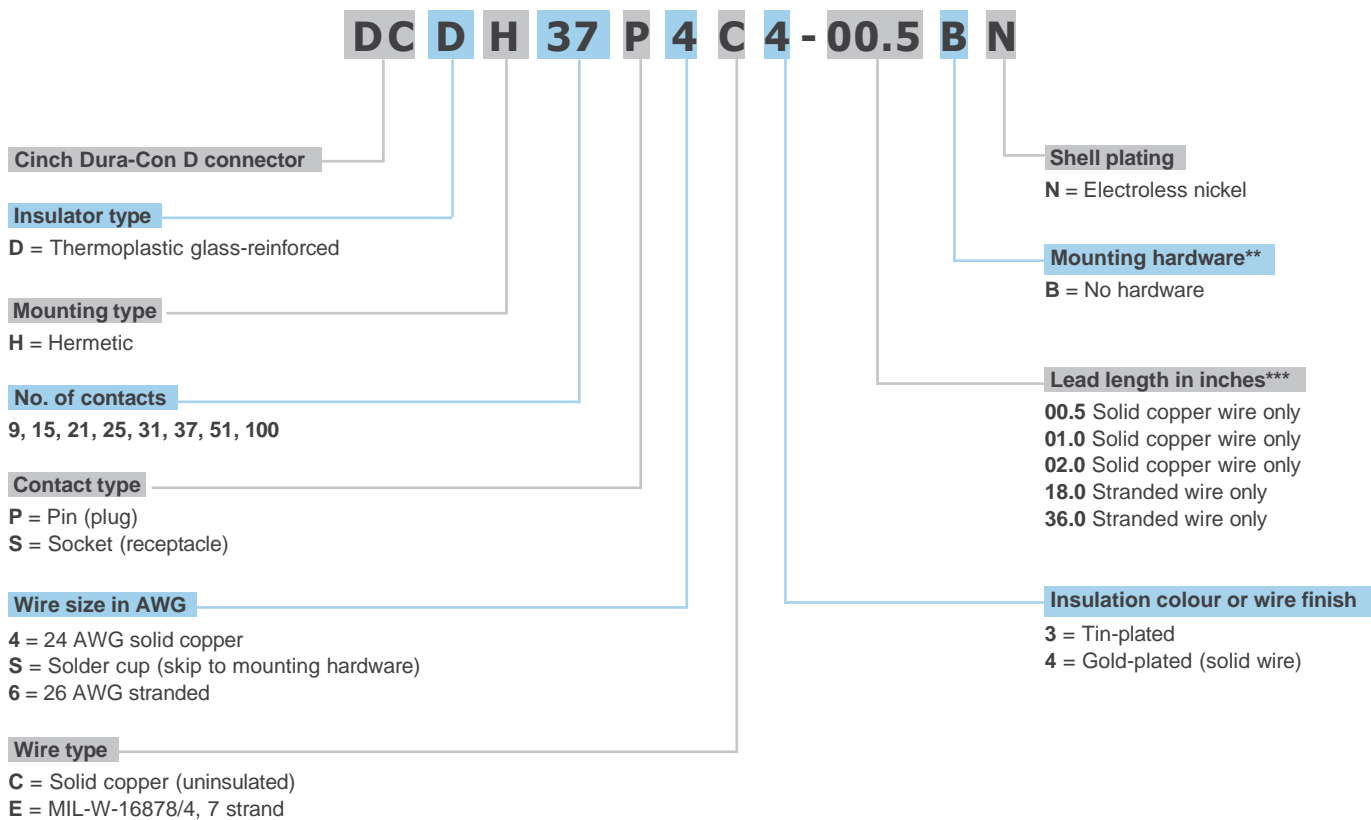 DC D H 37 P 4 C 4 - 00.5 B N
Cinch Dura-Con D connector
Insulator type
D = Thermoplastic glass-reinforced
Mounting type
H = Hermetic
No. of contacts
9, 15, 21, 25, 31, 37, 51, 100
Contact type
P = Pin (plug)
S = Socket (receptacle)
Wire size in AWG
4 = 24 AWG solid copper
S = Solder cup (skip to mounting hardware)
6 = 26 AWG stranded
Wire type
C = Solid copper (uninsulated)
E = MIL-W-16878/4, 7 strand
Shell plating
N = Electroless nickel
Mounting hardware**
B = No hardware
Lead length in inches***
00.5 Solid copper wire only
01.0 Solid copper wire only
02.0 Solid copper wire only
18.0 Stranded wire only
36.0 Stranded wire only
Insulation colour or wire finish
3 = Tin-plated
4 = Gold-plated (solid wire)